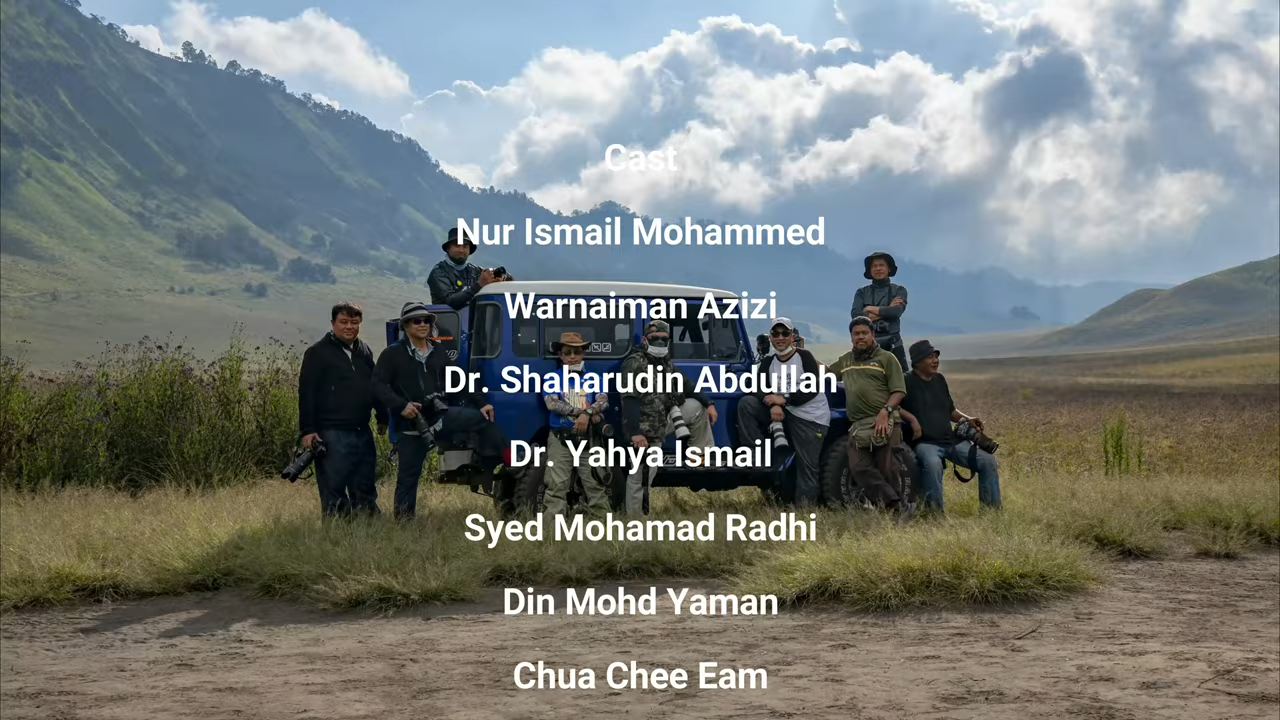 Cast
Nur Ismail Mohammed
Warnaiman Azizi
Dr. Shaharudin Abdullah
Dr. Yahya Ismail
Syed Mohamad Radhi
Din Mohd Yaman
Chua Chee Eam